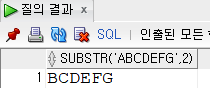 질의 결과 x
SQL | 인출된 모든 행
SUBSTR('ABCDEFG',2)
1 BCDEFG